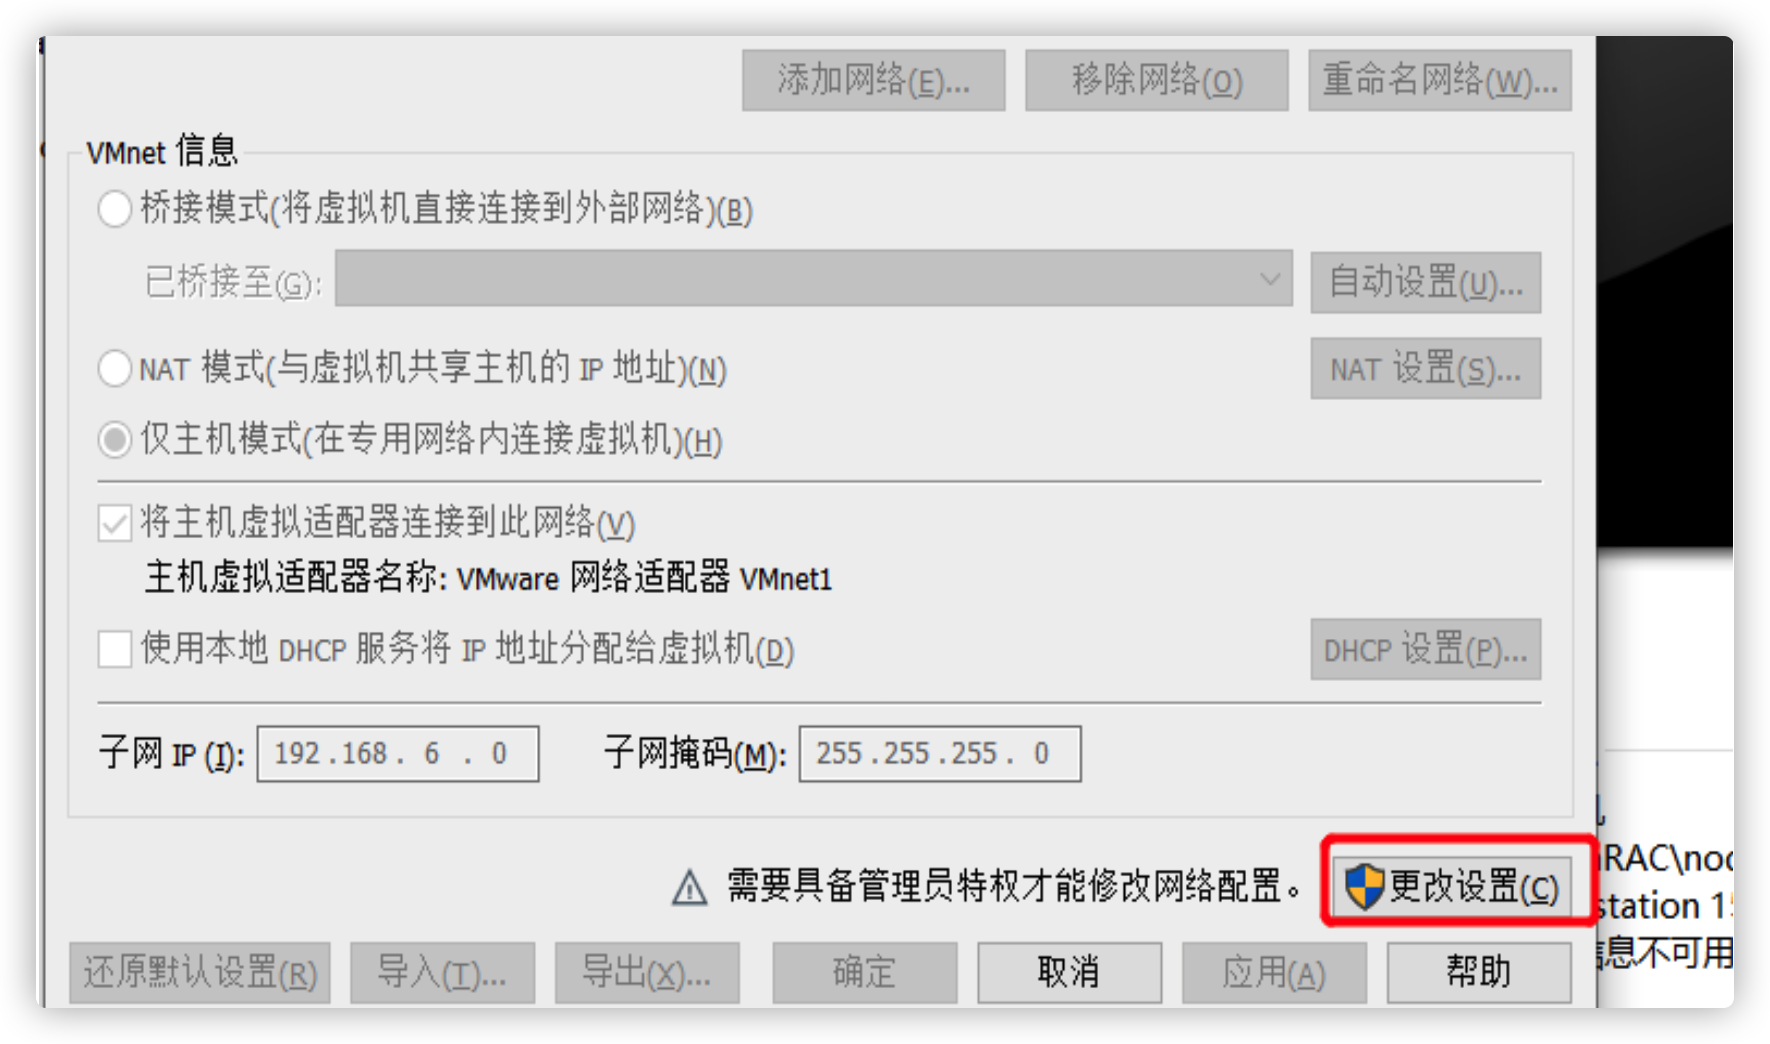 添加网络(E)... 移除网络(O) 重命名网络(W)...
VMnet 信息
桥接模式(将虚拟机直接连接到外部网络)(B)
已桥接至(G): 自动设置(U)...
NAT 模式(与虚拟机共享主机的 IP 地址)(N) NAT 设置(S)...
仅主机模式(在专用网络内连接虚拟机)(H)
将主机虚拟适配器连接到此网络(V)
主机虚拟适配器名称: VMware 网络适配器 VMnet1
使用本地 DHCP 服务将 IP 地址分配给虚拟机(D) DHCP 设置(P)...
子网 IP (I): 192.168. 6 . 0 子网掩码(M): 255.255.255. 0
需要具备管理员特权才能修改网络配置。 更改设置(C)
RAC\noc
station 1
息不可用
还原默认设置(R) 导入(T)... 导出(X)... 确定 取消 应用(A) 帮助